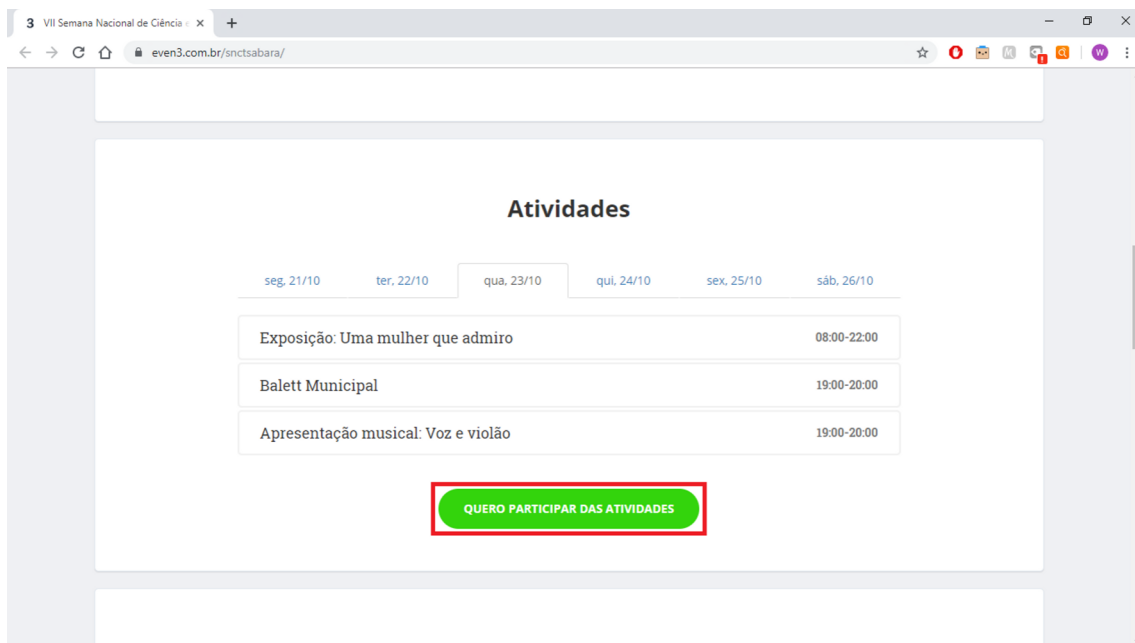 3 VII Semana Nacional de Ciência e
even3.com.br/snctsabara/
W
Atividades
seg, 21/10 ter, 22/10 qua, 23/10 qui, 24/10 sex, 25/10 sáb, 26/10
Exposição: Uma mulher que admiro 08:00-22:00
Balett Municipal 19:00-20:00
Apresentação musical: Voz e violão 19:00-20:00
QUERO PARTICIPAR DAS ATIVIDADES